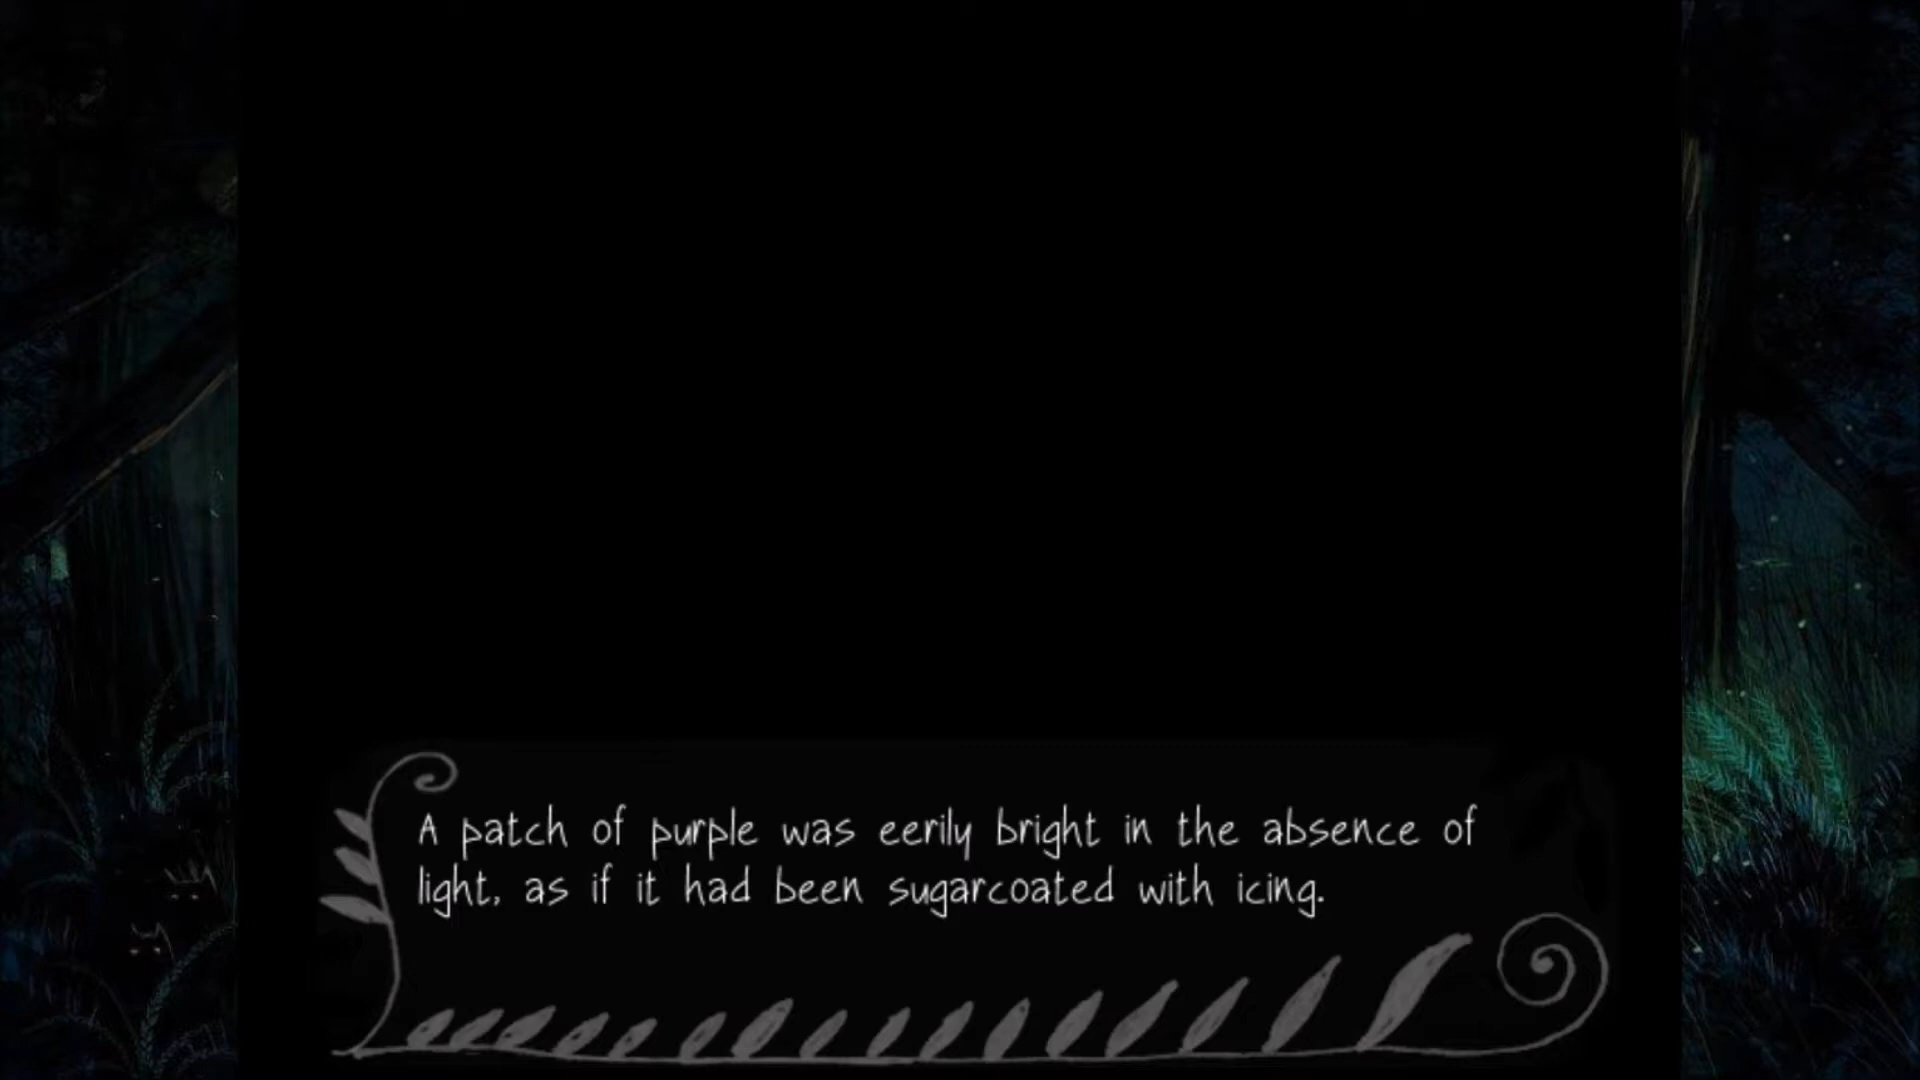 A patch of purple was eerily bright in the absence of
light, as if it had been sugarcoated with icing.